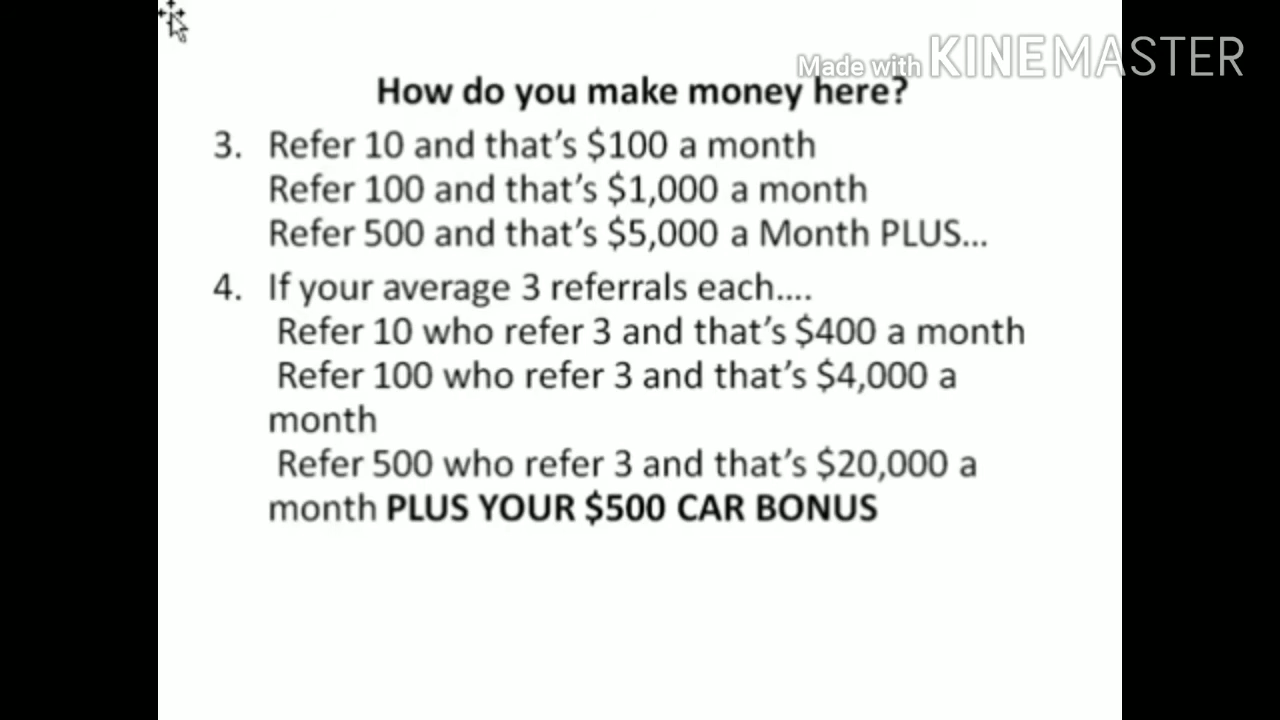 Made with KINEMASTER
How do you make money here?
3. Refer 10 and that's $100 a month
Refer 100 and that's $1,000 a month
Refer 500 and that's $5,000 a Month PLUS...
4. If your average 3 referrals each....
Refer 10 who refer 3 and that's $400 a month
Refer 100 who refer 3 and that's $4,000 a
month
Refer 500 who refer 3 and that's $20,000 a
month PLUS YOUR $500 CAR BONUS